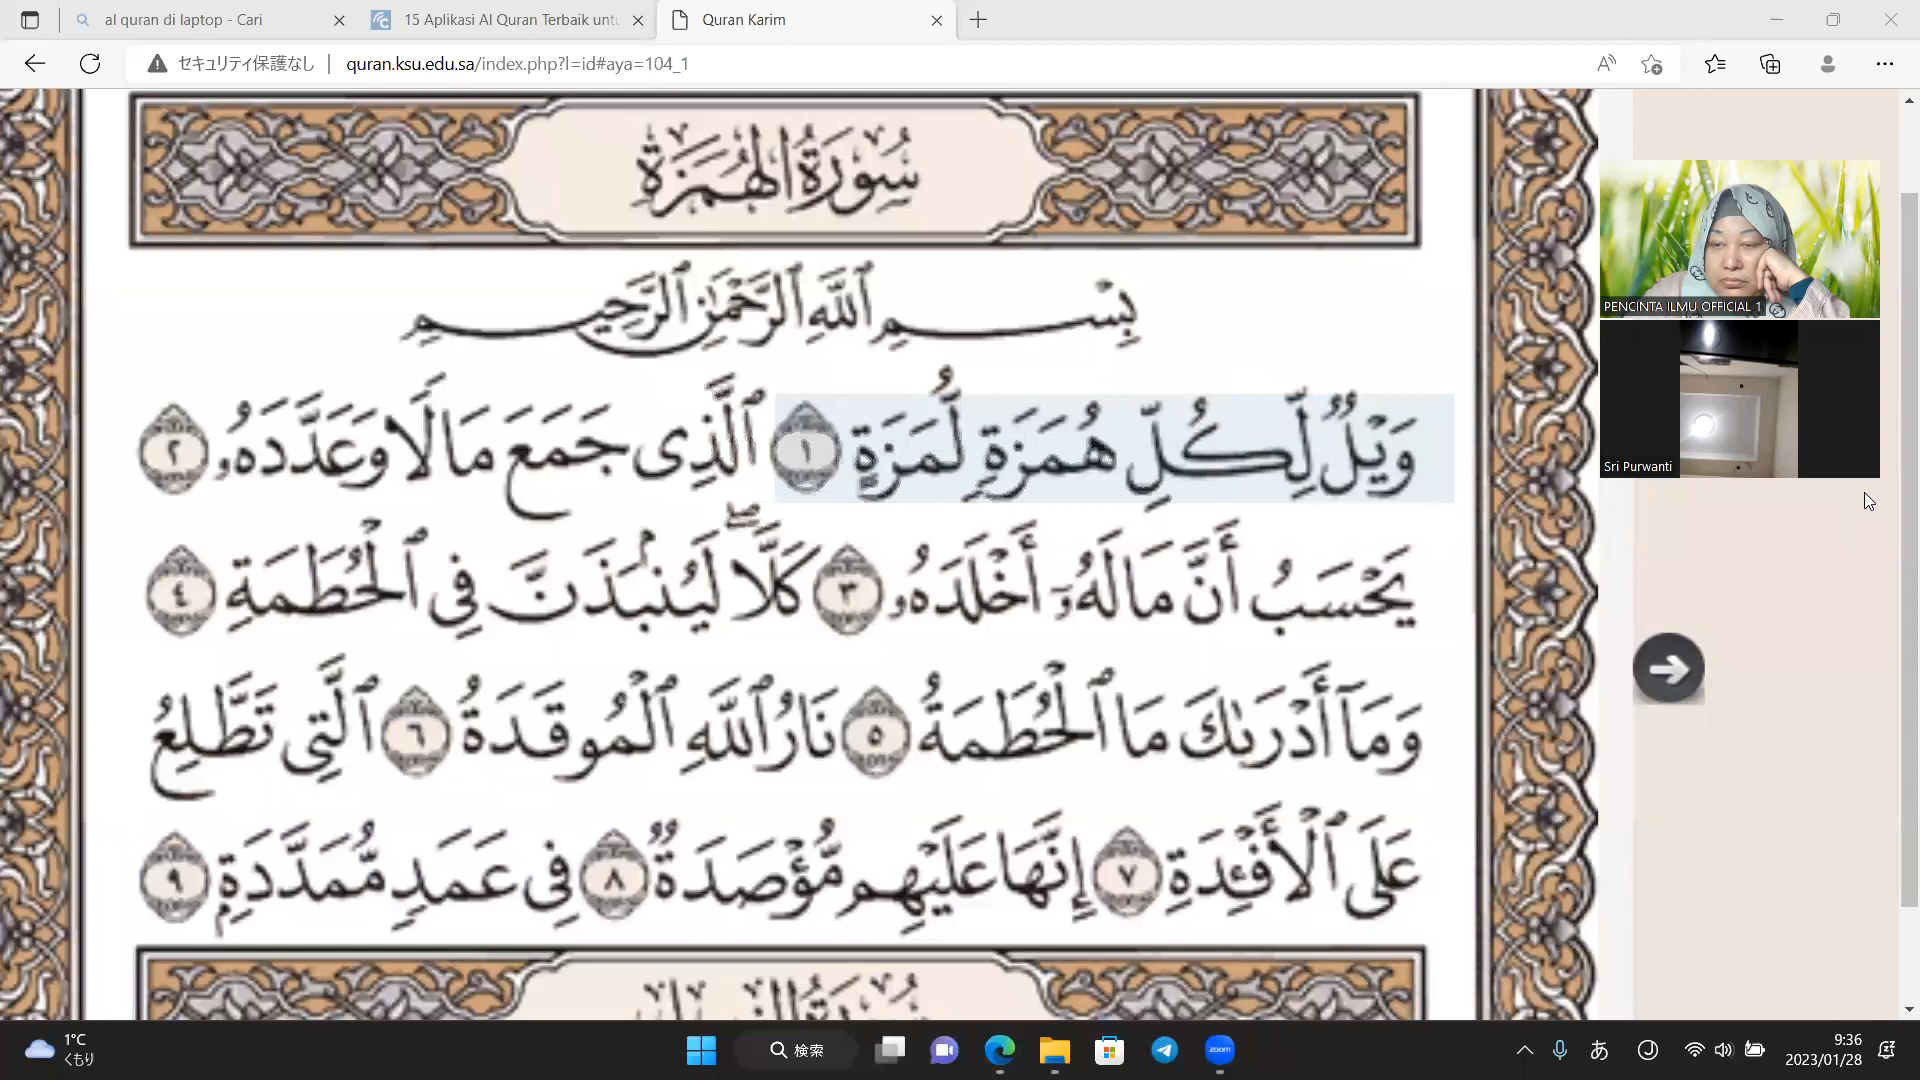 al quran di laptop - Cari
15 Aplikasi Al Quran Terbaik untu
Quran Karim
セキュリティ保護なし
quran.ksu.edu.sa/index.php?l=id#aya=104_1
سُورَةُ الهُمَزَةِ
بِسْمِ ٱللَّهِ ٱلرَّحْمَٰنِ ٱلرَّحِيمِ
وَيْلٌ لِّكُلِّ هُمَزَةٍ لُّمَزَةٍ ١ ٱلَّذِى جَمَعَ مَالًا وَعَدَّدَهُۥ ٢
يَحْسَبُ أَنَّ مَالَهُۥٓ أَخْلَدَهُۥ ٣ كَلَّا ۖ لَيُنۢبَذَنَّ فِى ٱلْحُطَمَةِ ٤
وَمَآ أَدْرَىٰكَ مَا ٱلْحُطَمَةُ ٥ نَارُ ٱللَّهِ ٱلْمُوقَدَةُ ٦ ٱلَّتِى تَطَّلِعُ
عَلَى ٱلْأَفْـِٔدَةِ ٧ إِنَّهَا عَلَيْهِم مُّؤْصَدَةٌ ٨ فِى عَمَدٍ مُّمَدَّدَةٍۭ ٩
PENCINTA ILMU OFFICIAL 1
Sri Purwanti
1°C
くもり
検索
zoom
あ
9:36
2023/01/28